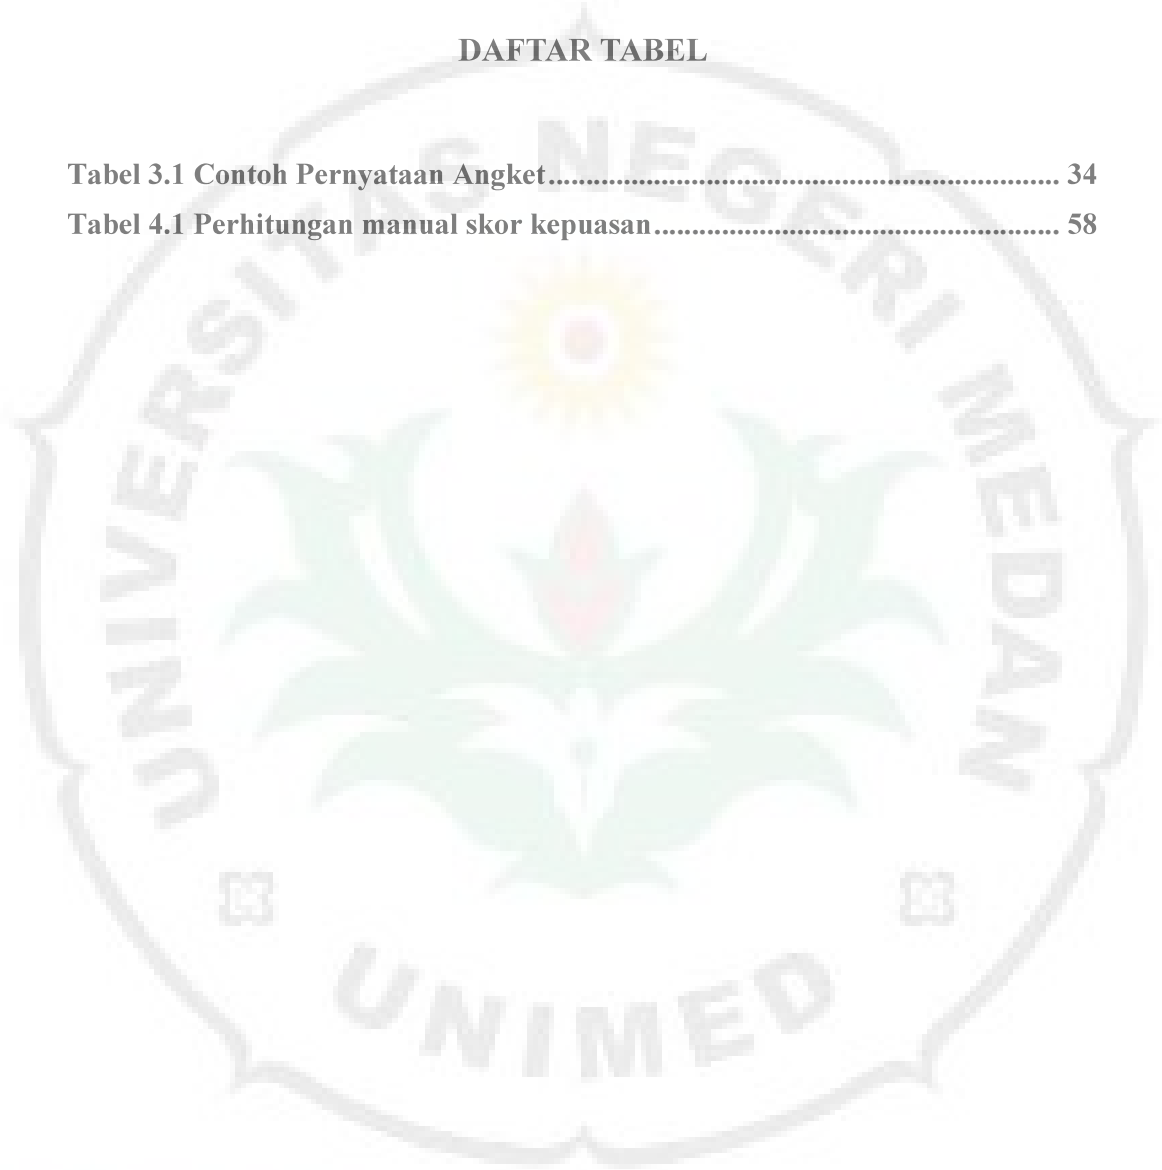 DAFTAR TABEL
Tabel 3.1 Contoh Pernyataan Angket.................................................................... 34
Tabel 4.1 Perhitungan manual skor kepuasan...................................................... 58
UNIVERSITAS NEGERI MEDAN
UNIMED